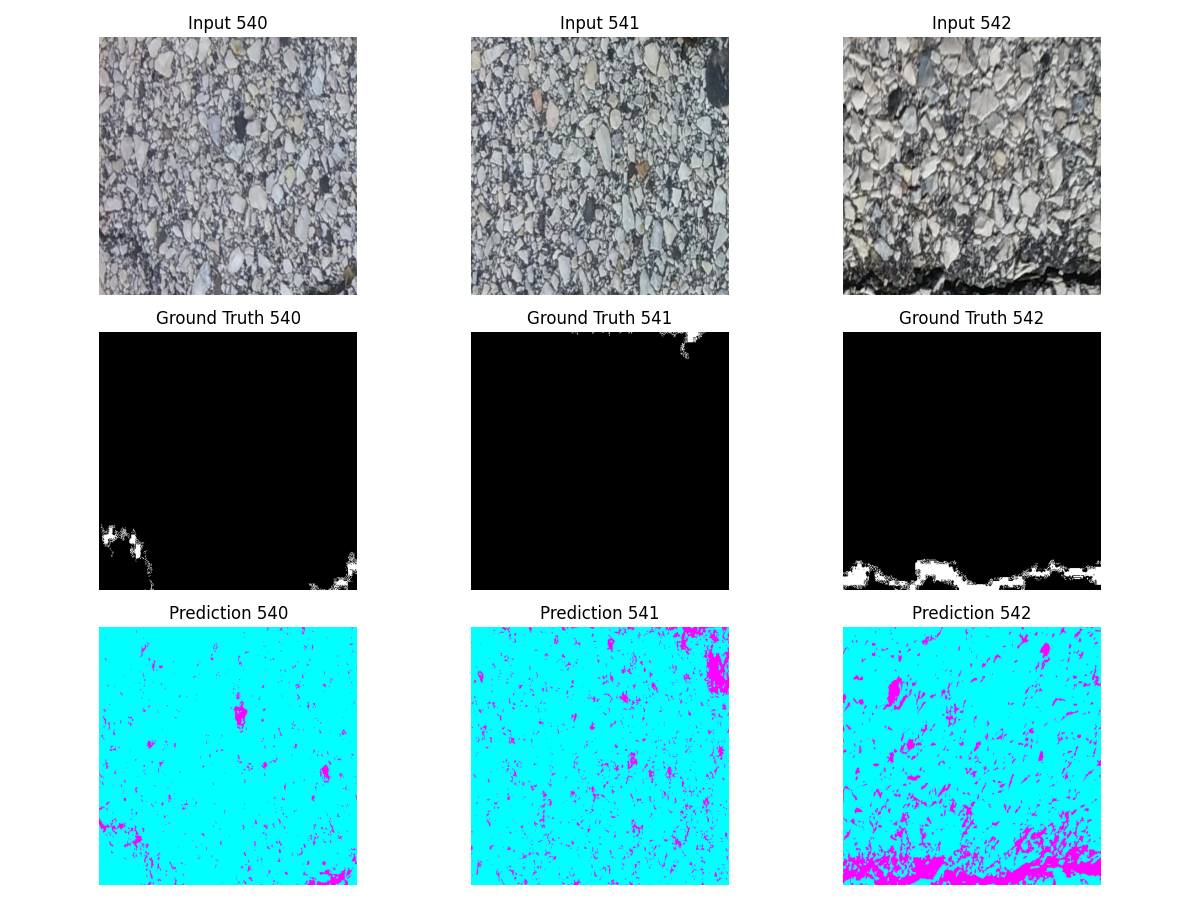 Input 540
Input 541
Input 542
Ground Truth 540
Ground Truth 541
Ground Truth 542
Prediction 540
Prediction 541
Prediction 542